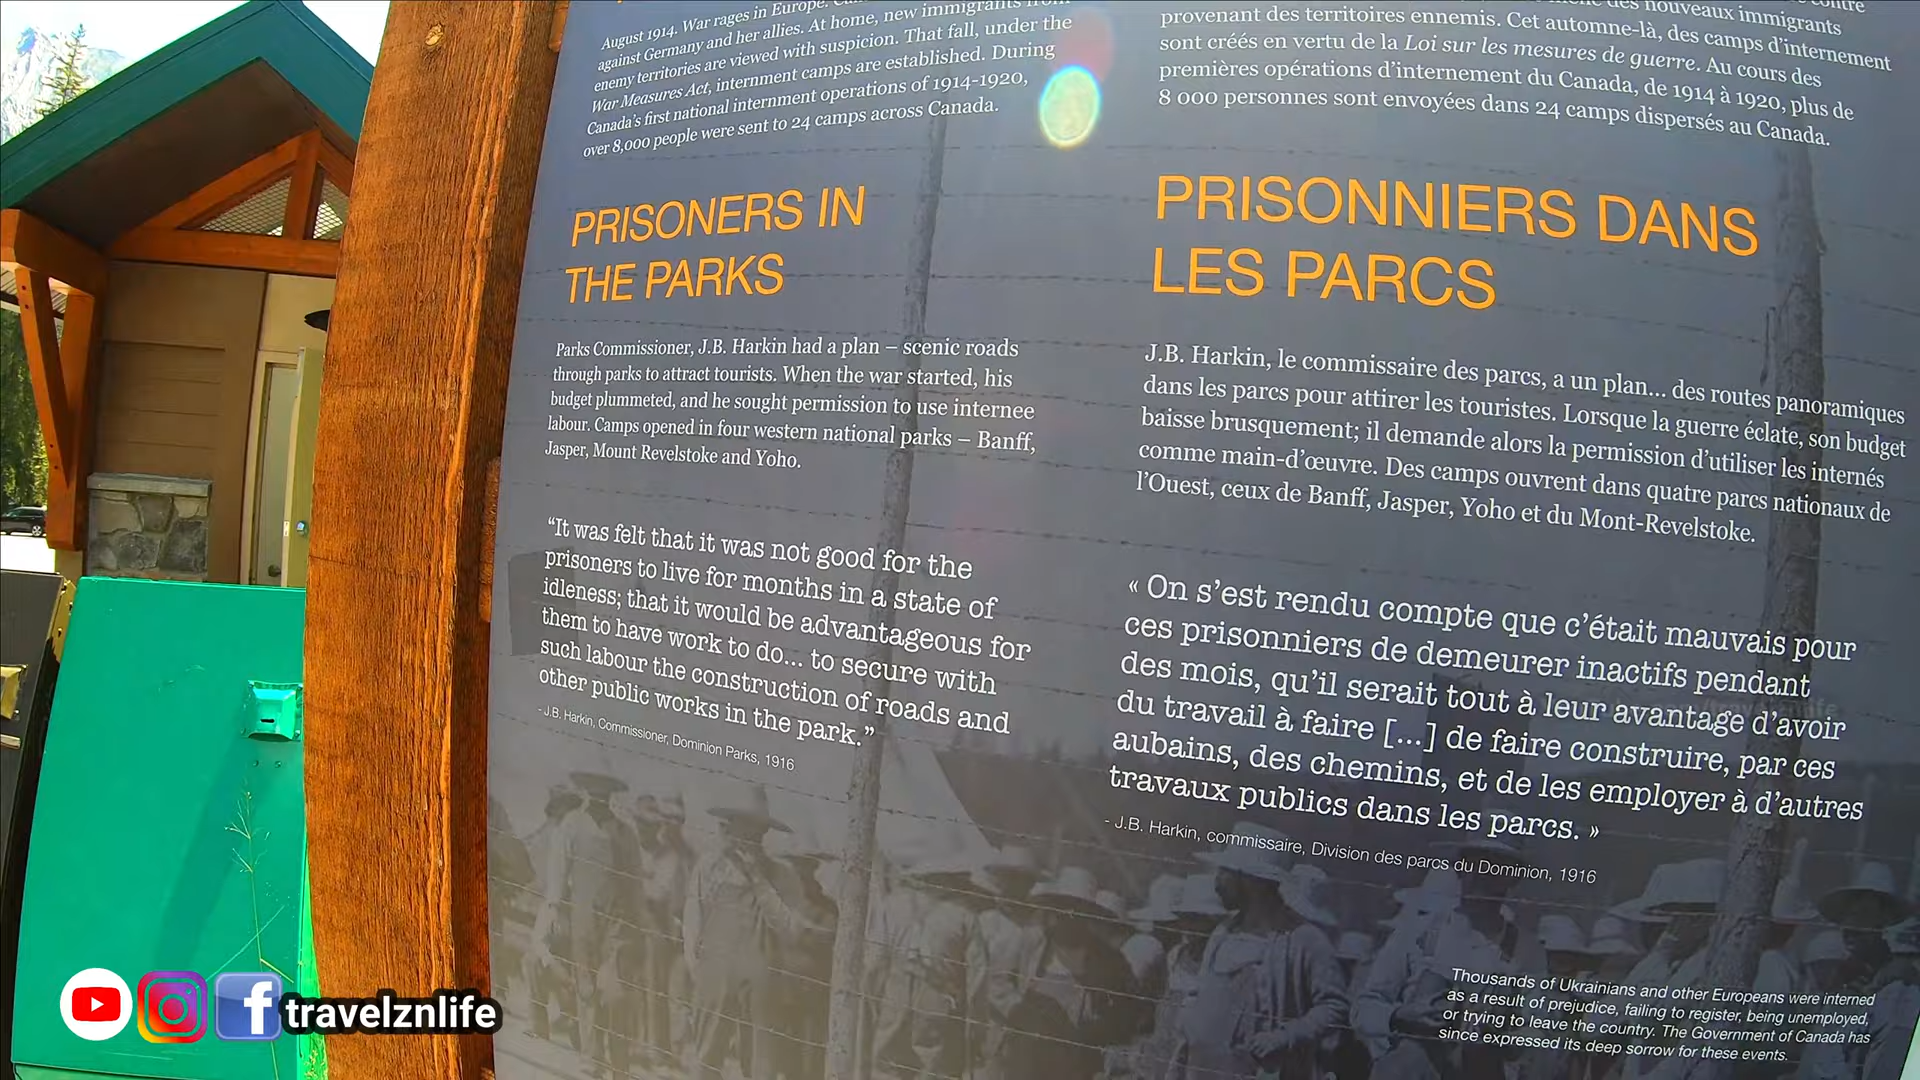 August 1914. War rages in Europe.
against Germany and her allies. At home, new immigrants from
enemy territories are viewed with suspicion. That fall, under the
War Measures Act, internment camps are established. During
Canada's first national internment operations of 1914-1920,
over 8,000 people were sent to 24 camps across Canada.
PRISONERS IN
THE PARKS
Parks Commissioner, J.B. Harkin had a plan – scenic roads
through parks to attract tourists. When the war started, his
budget plummeted, and he sought permission to use internee
labour. Camps opened in four western national parks – Banff,
Jasper, Mount Revelstoke and Yoho.
“It was felt that it was not good for the
prisoners to live for months in a state of
idleness; that it would be advantageous for
them to have work to do... to secure with
such labour the construction of roads and
other public works in the park.”
- J.B. Harkin, Commissioner, Dominion Parks, 1916
contre
des nouveaux immigrants
provenant des territoires ennemis. Cet automne-là, des camps d'internement
sont créés en vertu de la Loi sur les mesures de guerre. Au cours des
premières opérations d'internement du Canada, de 1914 à 1920, plus de
8 000 personnes sont envoyées dans 24 camps dispersés au Canada.
PRISONNIERS DANS
LES PARCS
J.B. Harkin, le commissaire des parcs, a un plan... des routes panoramiques
dans les parcs pour attirer les touristes. Lorsque la guerre éclate, son budget
baisse brusquement; il demande alors la permission d'utiliser les internés
comme main-d'œuvre. Des camps ouvrent dans quatre parcs nationaux de
l'Ouest, ceux de Banff, Jasper, Yoho et du Mont-Revelstoke.
« On s'est rendu compte que c'était mauvais pour
ces prisonniers de demeurer inactifs pendant
des mois, qu'il serait tout à leur avantage d'avoir
du travail à faire [...] de faire construire, par ces
aubains, des chemins, et de les employer à d'autres
travaux publics dans les parcs. »
- J.B. Harkin, commissaire, Division des parcs du Dominion, 1916
Thousands of Ukrainians and other Europeans were interned
as a result of prejudice, failing to register, being unemployed,
or trying to leave the country. The Government of Canada has
since expressed its deep sorrow for these events.
travelznlife